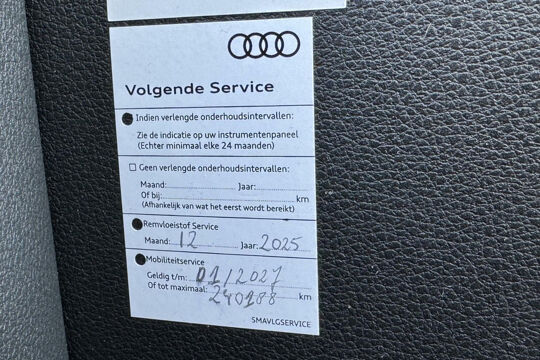 Volgende Service
Indien verlengde onderhoudsintervallen:
Zie de indicatie op uw instrumentenpaneel
(Echter minimaal elke 24 maanden)
Geen verlengde onderhoudsintervallen:
Maand: Jaar:
Of bij: km
(Afhankelijk van wat het eerst wordt bereikt)
Remvloeistof Service
Maand: 12 Jaar: 2025
Mobiliteitservice
Geldig t/m: 01/2027
Of tot maximaal: 240188 km
SMAVLGSERVICE